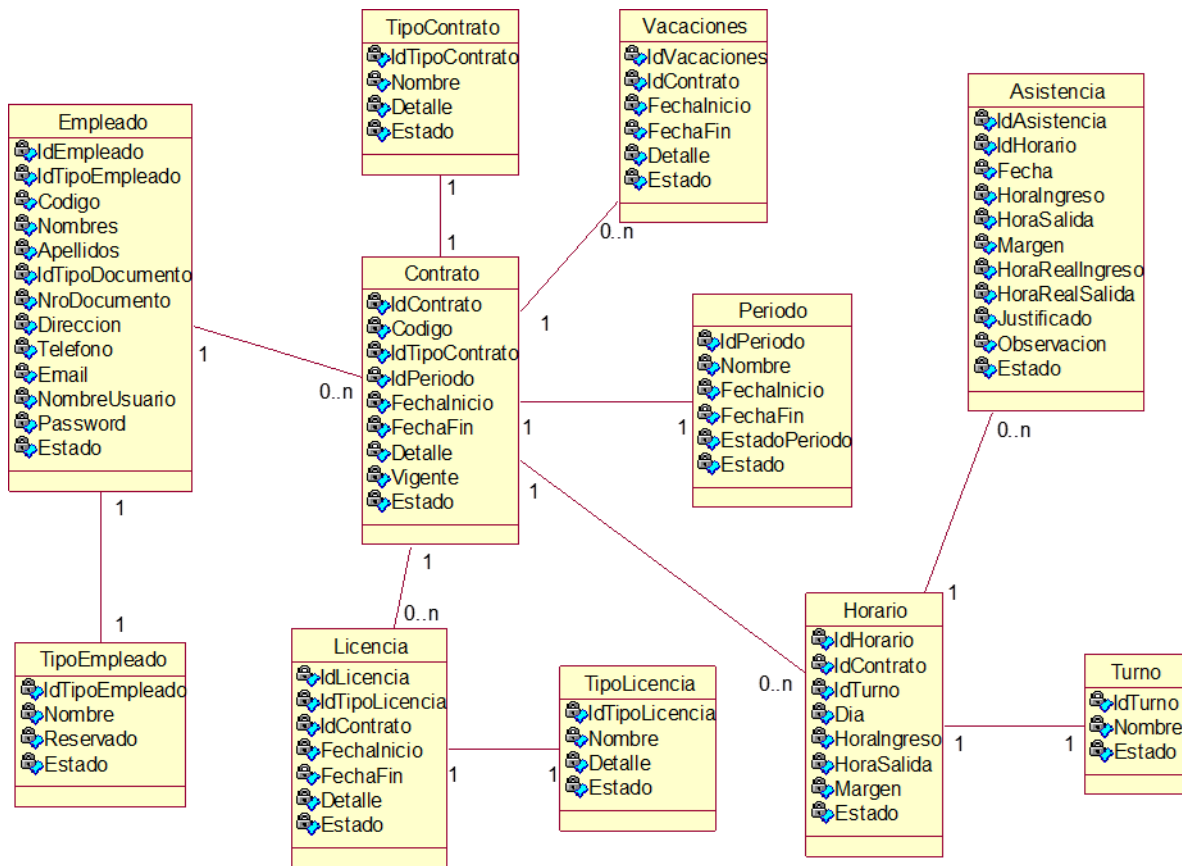 TipoContrato
IdTipoContrato
Nombre
Detalle
Estado
1
Vacaciones
IdVacaciones
IdContrato
FechaInicio
FechaFin
Detalle
Estado
0..n
Asistencia
IdAsistencia
IdHorario
Fecha
HoraIngreso
HoraSalida
Margen
HoraRealIngreso
HoraRealSalida
Justificado
Observacion
Estado
0..n
Empleado
IdEmpleado
IdTipoEmpleado
Codigo
Nombres
Apellidos
IdTipoDocumento
NroDocumento
Direccion
Telefono
Email
NombreUsuario
Password
Estado
1
1
1
Contrato
IdContrato
Codigo
IdTipoContrato
IdPeriodo
FechaInicio
FechaFin
Detalle
Vigente
Estado
0..n
1
1
1
1
1
Periodo
IdPeriodo
Nombre
FechaInicio
FechaFin
EstadoPeriodo
Estado
1
TipoEmpleado
IdTipoEmpleado
Nombre
Reservado
Estado
1
Licencia
IdLicencia
IdTipoLicencia
IdContrato
FechaInicio
FechaFin
Detalle
Estado
0..n
1
TipoLicencia
IdTipoLicencia
Nombre
Detalle
Estado
1
Horario
IdHorario
IdContrato
IdTurno
Dia
HoraIngreso
HoraSalida
Margen
Estado
1
0..n
1
Turno
IdTurno
Nombre
Estado
1